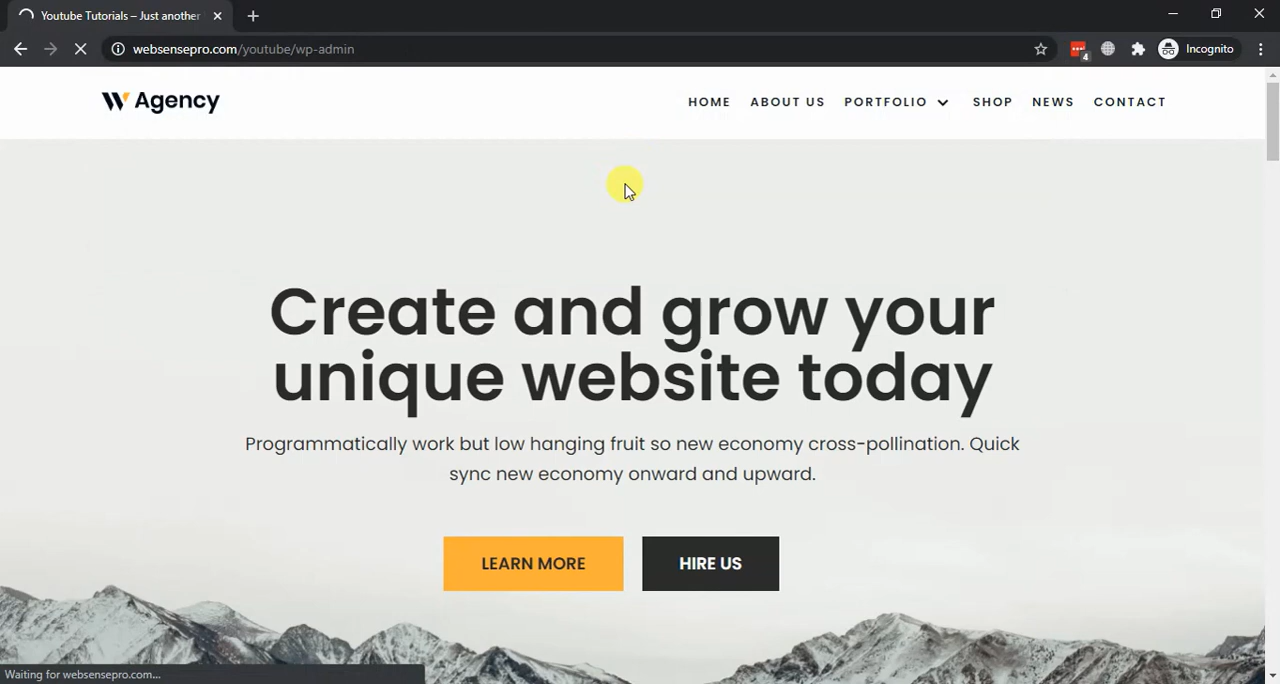 Youtube Tutorials – Just another
websensepro.com/youtube/wp-admin
4
Incognito
Agency
HOME ABOUT US PORTFOLIO SHOP NEWS CONTACT
Create and grow your
unique website today
Programmatically work but low hanging fruit so new economy cross-pollination. Quick
sync new economy onward and upward.
LEARN MORE HIRE US
Waiting for websensepro.com...